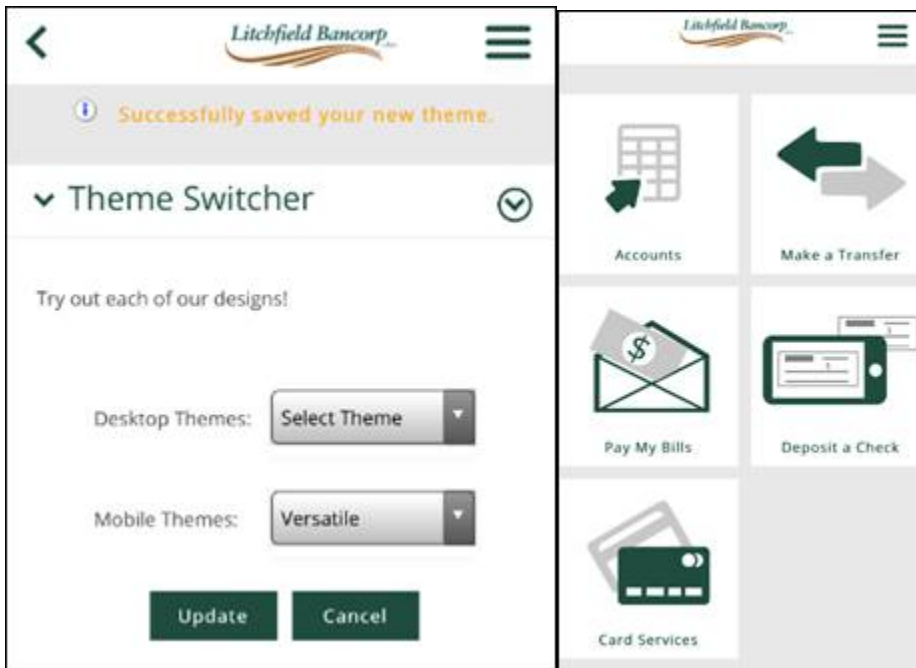 Litchfield Bancorp
Successfully saved your new theme.
Theme Switcher
Try out each of our designs!
Desktop Themes: Select Theme
Mobile Themes: Versatile
Update Cancel
Litchfield Bancorp
Accounts Make a Transfer
$
Pay My Bills Deposit a Check
Card Services